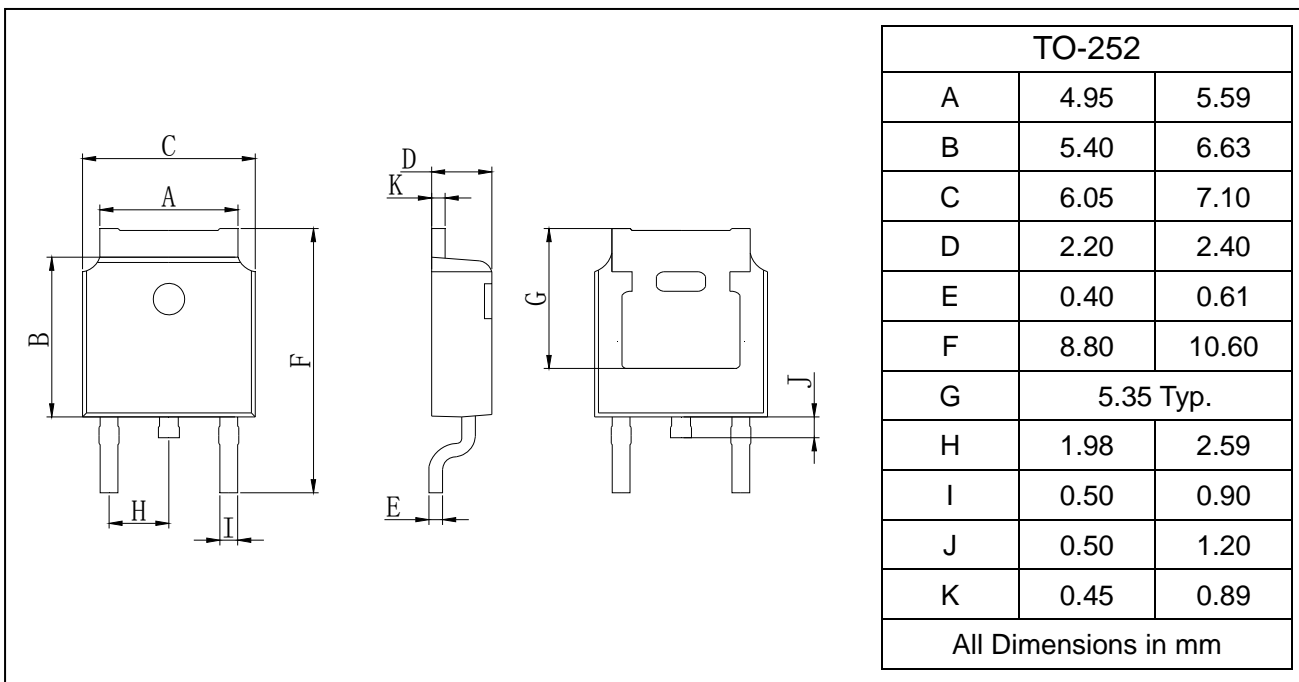 C
A
B
F
H
I
D
K
E
G
J
TO-252
A 4.95 5.59
B 5.40 6.63
C 6.05 7.10
D 2.20 2.40
E 0.40 0.61
F 8.80 10.60
G 5.35 Typ.
H 1.98 2.59
I 0.50 0.90
J 0.50 1.20
K 0.45 0.89
All Dimensions in mm